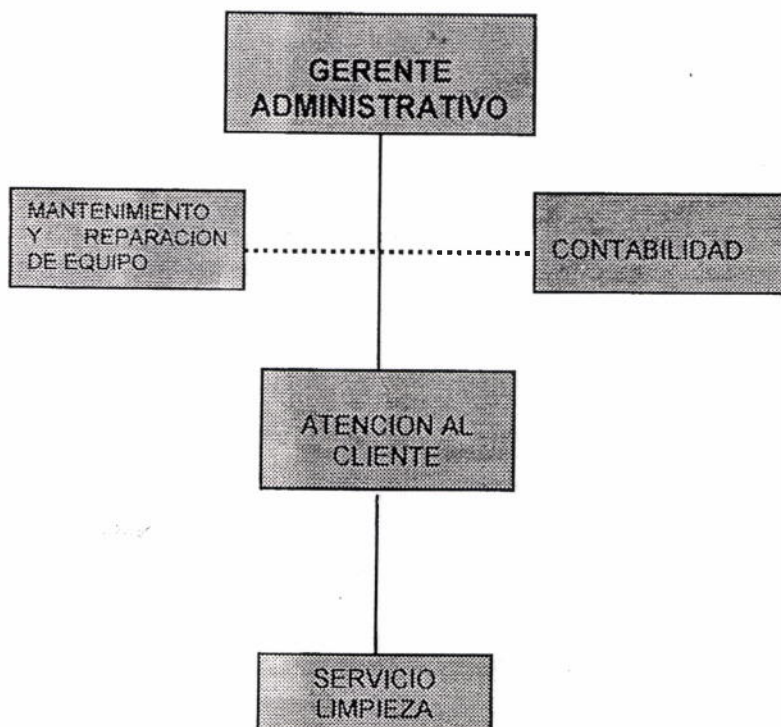 GERENTE
ADMINISTRATIVO
MANTENIMIENTO
Y REPARACION
DE EQUIPO
CONTABILIDAD
ATENCION AL
CLIENTE
SERVICIO
LIMPIEZA